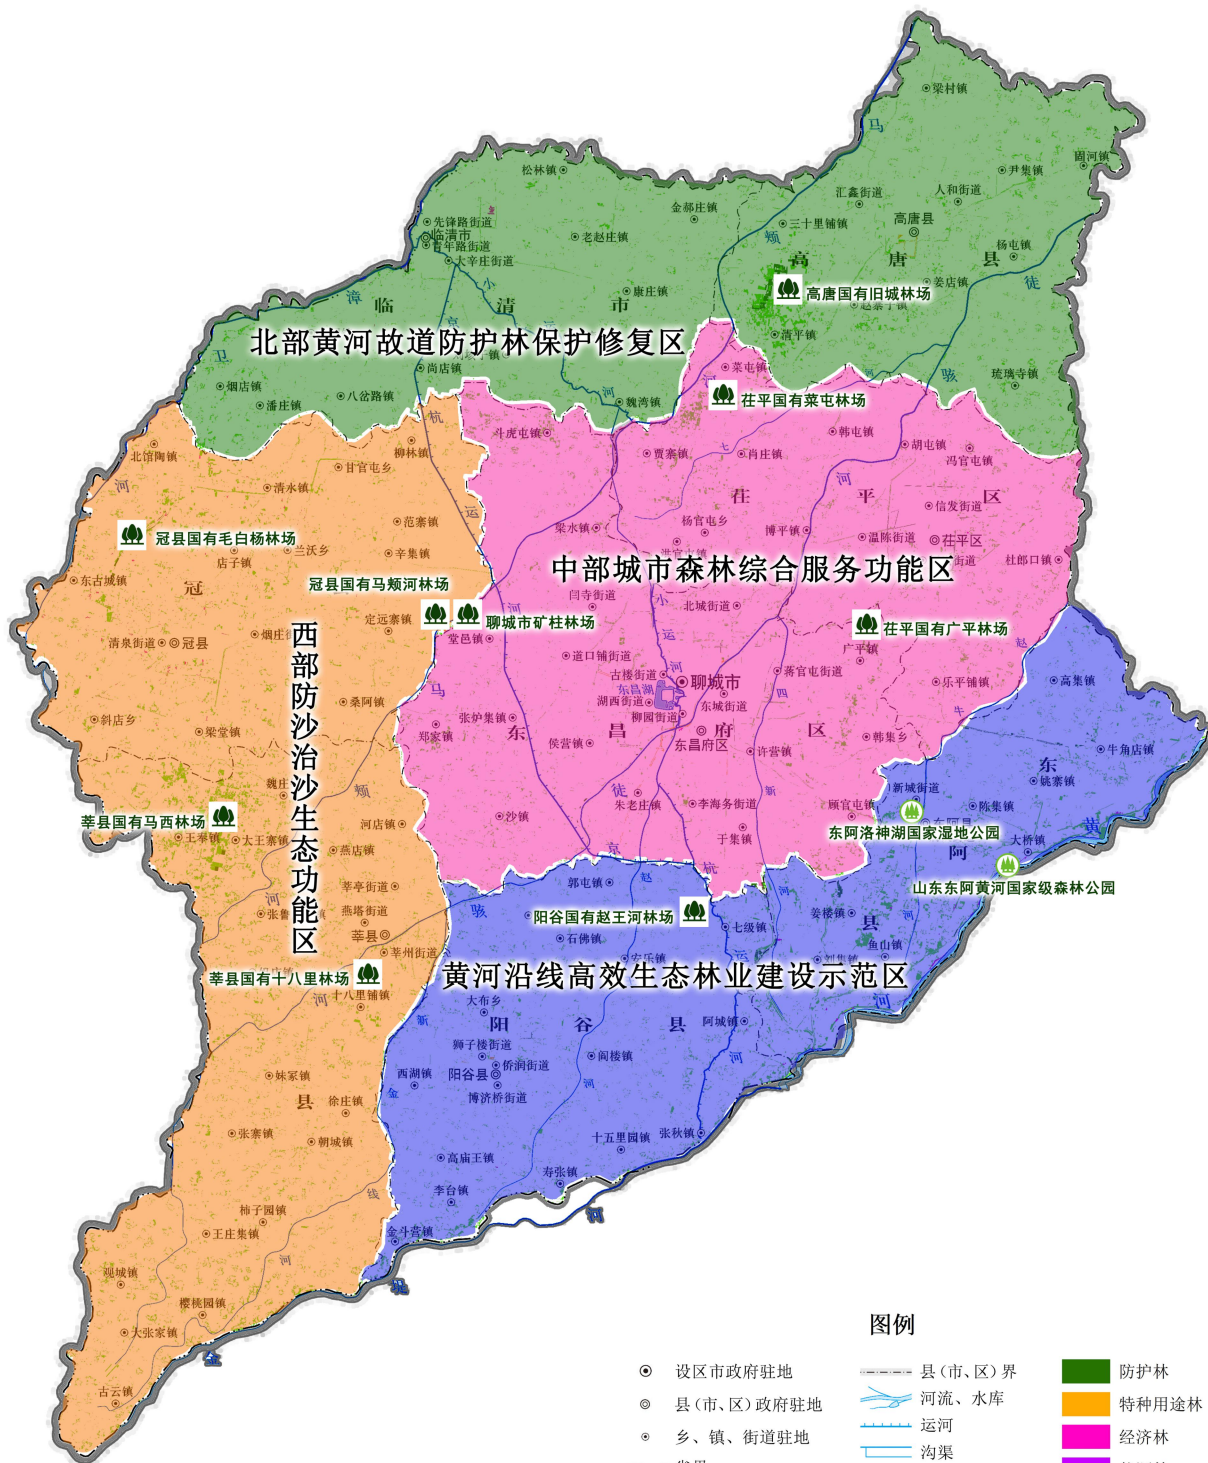 梁村镇
固河镇
尹集镇
松林镇
汇鑫街道
人和街道
金郝庄镇
高唐县
三十里铺镇
先锋路街道
临清市
青年路街道
老赵庄镇
杨屯镇
大辛庄街道
高唐县
马
颊
徒
姜店镇
康庄镇
高唐国有旧城林场
临清市
漳
卫
小
运
河
清平镇
北部黄河故道防护林保护修复区
骇
尚店镇
菜屯镇
琉璃寺镇
烟店镇
八岔路镇
潘庄镇
魏湾镇
茌平国有菜屯林场
杭
斗虎屯镇
韩屯镇
胡屯镇
北馆陶镇
柳林镇
贾寨镇
肖庄镇
冯官屯镇
甘官屯乡
清水镇
茌平区
信发街道
范寨镇
梁水镇
杨官屯乡
博平镇
温陈街道
茌平区
冠县国有毛白杨林场
兰沃乡
辛集镇
店子镇
街道
杜郎口镇
中部城市森林综合服务功能区
东古城镇
冠
冠县国有马颊河林场
闫寺街道
北城街道
定远寨镇
聊城市矿柱林场
茌平国有广平林场
清泉街道
冠县
堂邑镇
广平镇
道口铺街道
古楼街道
聊城市
蒋官屯街道
东昌湖
湖西街道
东城街道
乐平铺镇
高集镇
桑阿镇
柳园街道
斜店乡
梁堂镇
张炉集镇
郑家镇
东昌府区
侯营镇
东昌府区
许营镇
韩集乡
牛角店镇
东阿县
姚寨镇
西部防沙治沙生态功能区
新城街道
朱老庄镇
李海务街道
顾官屯镇
陈集镇
沙镇
莘县国有马西林场
河店镇
东阿洛神湖国家湿地公园
王奉镇
大王寨镇
燕店镇
于集镇
大桥镇
黄
山东东阿黄河国家级森林公园
莘亭街道
郭屯镇
燕塔街道
阳谷国有赵王河林场
姜楼镇
莘县
石佛镇
七级镇
鱼山镇
莘州街道
安乐镇
刘集镇
黄河沿线高效生态林业建设示范区
莘县国有十八里林场
十八里铺镇
大布乡
阳谷县
阿城镇
狮子楼街道
阎楼镇
侨润街道
阳谷县
西湖镇
博济桥街道
妹冢镇
县
徐庄镇
张寨镇
朝城镇
十五里园镇
张秋镇
高庙王镇
寿张镇
李台镇
柿子园镇
王庄集镇
金斗营镇
观城镇
樱桃园镇
大张家镇
古云镇
金
河
图例
设区市政府驻地
县(市、区)界
防护林
县(市、区)政府驻地
河流、水库
特种用途林
乡、镇、街道驻地
运河
经济林
沟渠